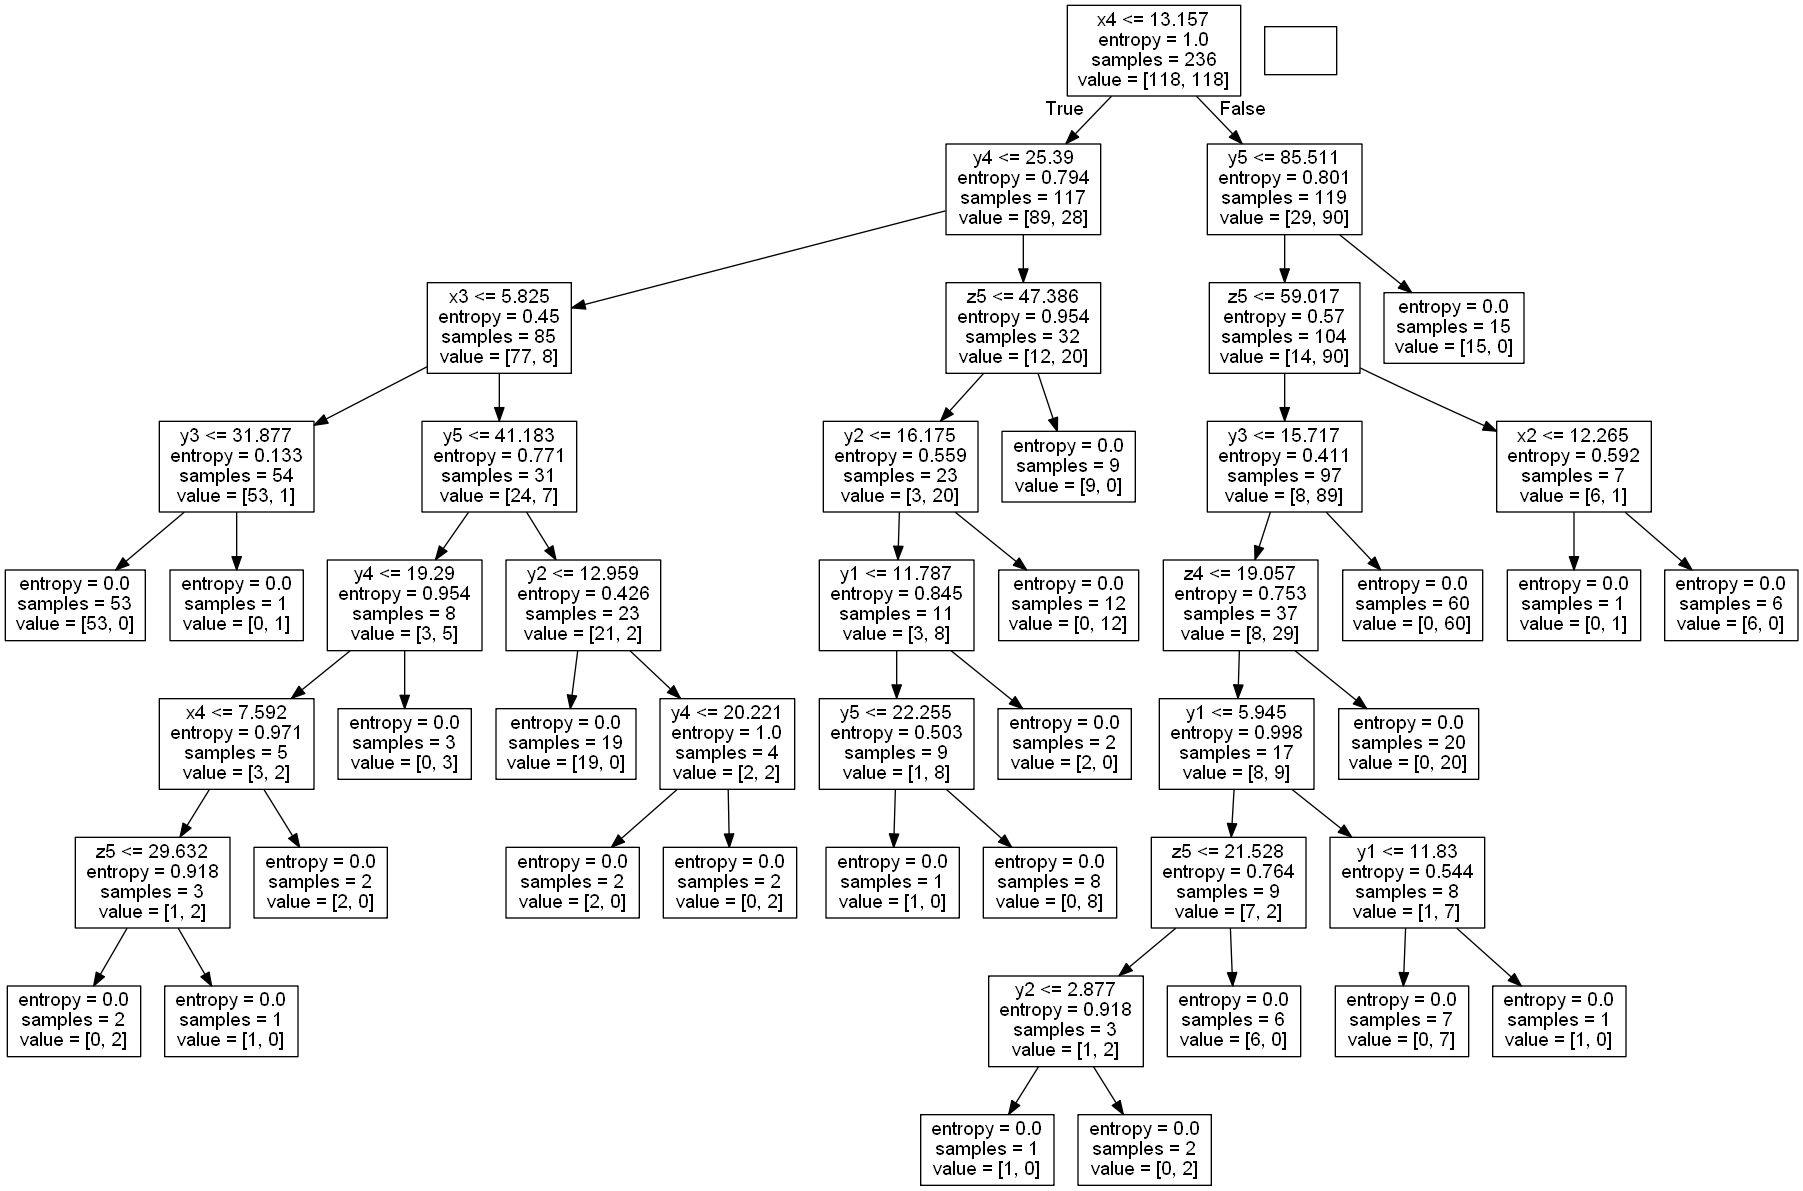 x4 <= 13.157
entropy = 1.0
samples = 236
value = [118, 118]
True
False
y4 <= 25.39
entropy = 0.794
samples = 117
value = [89, 28]
y5 <= 85.511
entropy = 0.801
samples = 119
value = [29, 90]
x3 <= 5.825
entropy = 0.45
samples = 85
value = [77, 8]
z5 <= 47.386
entropy = 0.954
samples = 32
value = [12, 20]
z5 <= 59.017
entropy = 0.57
samples = 104
value = [14, 90]
entropy = 0.0
samples = 15
value = [15, 0]
y3 <= 31.877
entropy = 0.133
samples = 54
value = [53, 1]
y5 <= 41.183
entropy = 0.771
samples = 31
value = [24, 7]
y2 <= 16.175
entropy = 0.559
samples = 23
value = [3, 20]
entropy = 0.0
samples = 9
value = [9, 0]
y3 <= 15.717
entropy = 0.411
samples = 97
value = [8, 89]
x2 <= 12.265
entropy = 0.592
samples = 7
value = [6, 1]
entropy = 0.0
samples = 53
value = [53, 0]
entropy = 0.0
samples = 1
value = [0, 1]
y4 <= 19.29
entropy = 0.954
samples = 8
value = [3, 5]
y2 <= 12.959
entropy = 0.426
samples = 23
value = [21, 2]
y1 <= 11.787
entropy = 0.845
samples = 11
value = [3, 8]
entropy = 0.0
samples = 12
value = [0, 12]
z4 <= 19.057
entropy = 0.753
samples = 37
value = [8, 29]
entropy = 0.0
samples = 60
value = [0, 60]
entropy = 0.0
samples = 1
value = [0, 1]
entropy = 0.0
samples = 6
value = [6, 0]
x4 <= 7.592
entropy = 0.971
samples = 5
value = [3, 2]
entropy = 0.0
samples = 3
value = [0, 3]
entropy = 0.0
samples = 19
value = [19, 0]
y4 <= 20.221
entropy = 1.0
samples = 4
value = [2, 2]
y5 <= 22.255
entropy = 0.503
samples = 9
value = [1, 8]
entropy = 0.0
samples = 2
value = [2, 0]
y1 <= 5.945
entropy = 0.998
samples = 17
value = [8, 9]
entropy = 0.0
samples = 20
value = [0, 20]
z5 <= 29.632
entropy = 0.918
samples = 3
value = [1, 2]
entropy = 0.0
samples = 2
value = [2, 0]
entropy = 0.0
samples = 2
value = [2, 0]
entropy = 0.0
samples = 2
value = [0, 2]
entropy = 0.0
samples = 1
value = [1, 0]
entropy = 0.0
samples = 8
value = [0, 8]
z5 <= 21.528
entropy = 0.764
samples = 9
value = [7, 2]
y1 <= 11.83
entropy = 0.544
samples = 8
value = [1, 7]
entropy = 0.0
samples = 2
value = [0, 2]
entropy = 0.0
samples = 1
value = [1, 0]
y2 <= 2.877
entropy = 0.918
samples = 3
value = [1, 2]
entropy = 0.0
samples = 6
value = [6, 0]
entropy = 0.0
samples = 7
value = [0, 7]
entropy = 0.0
samples = 1
value = [1, 0]
entropy = 0.0
samples = 1
value = [1, 0]
entropy = 0.0
samples = 2
value = [0, 2]